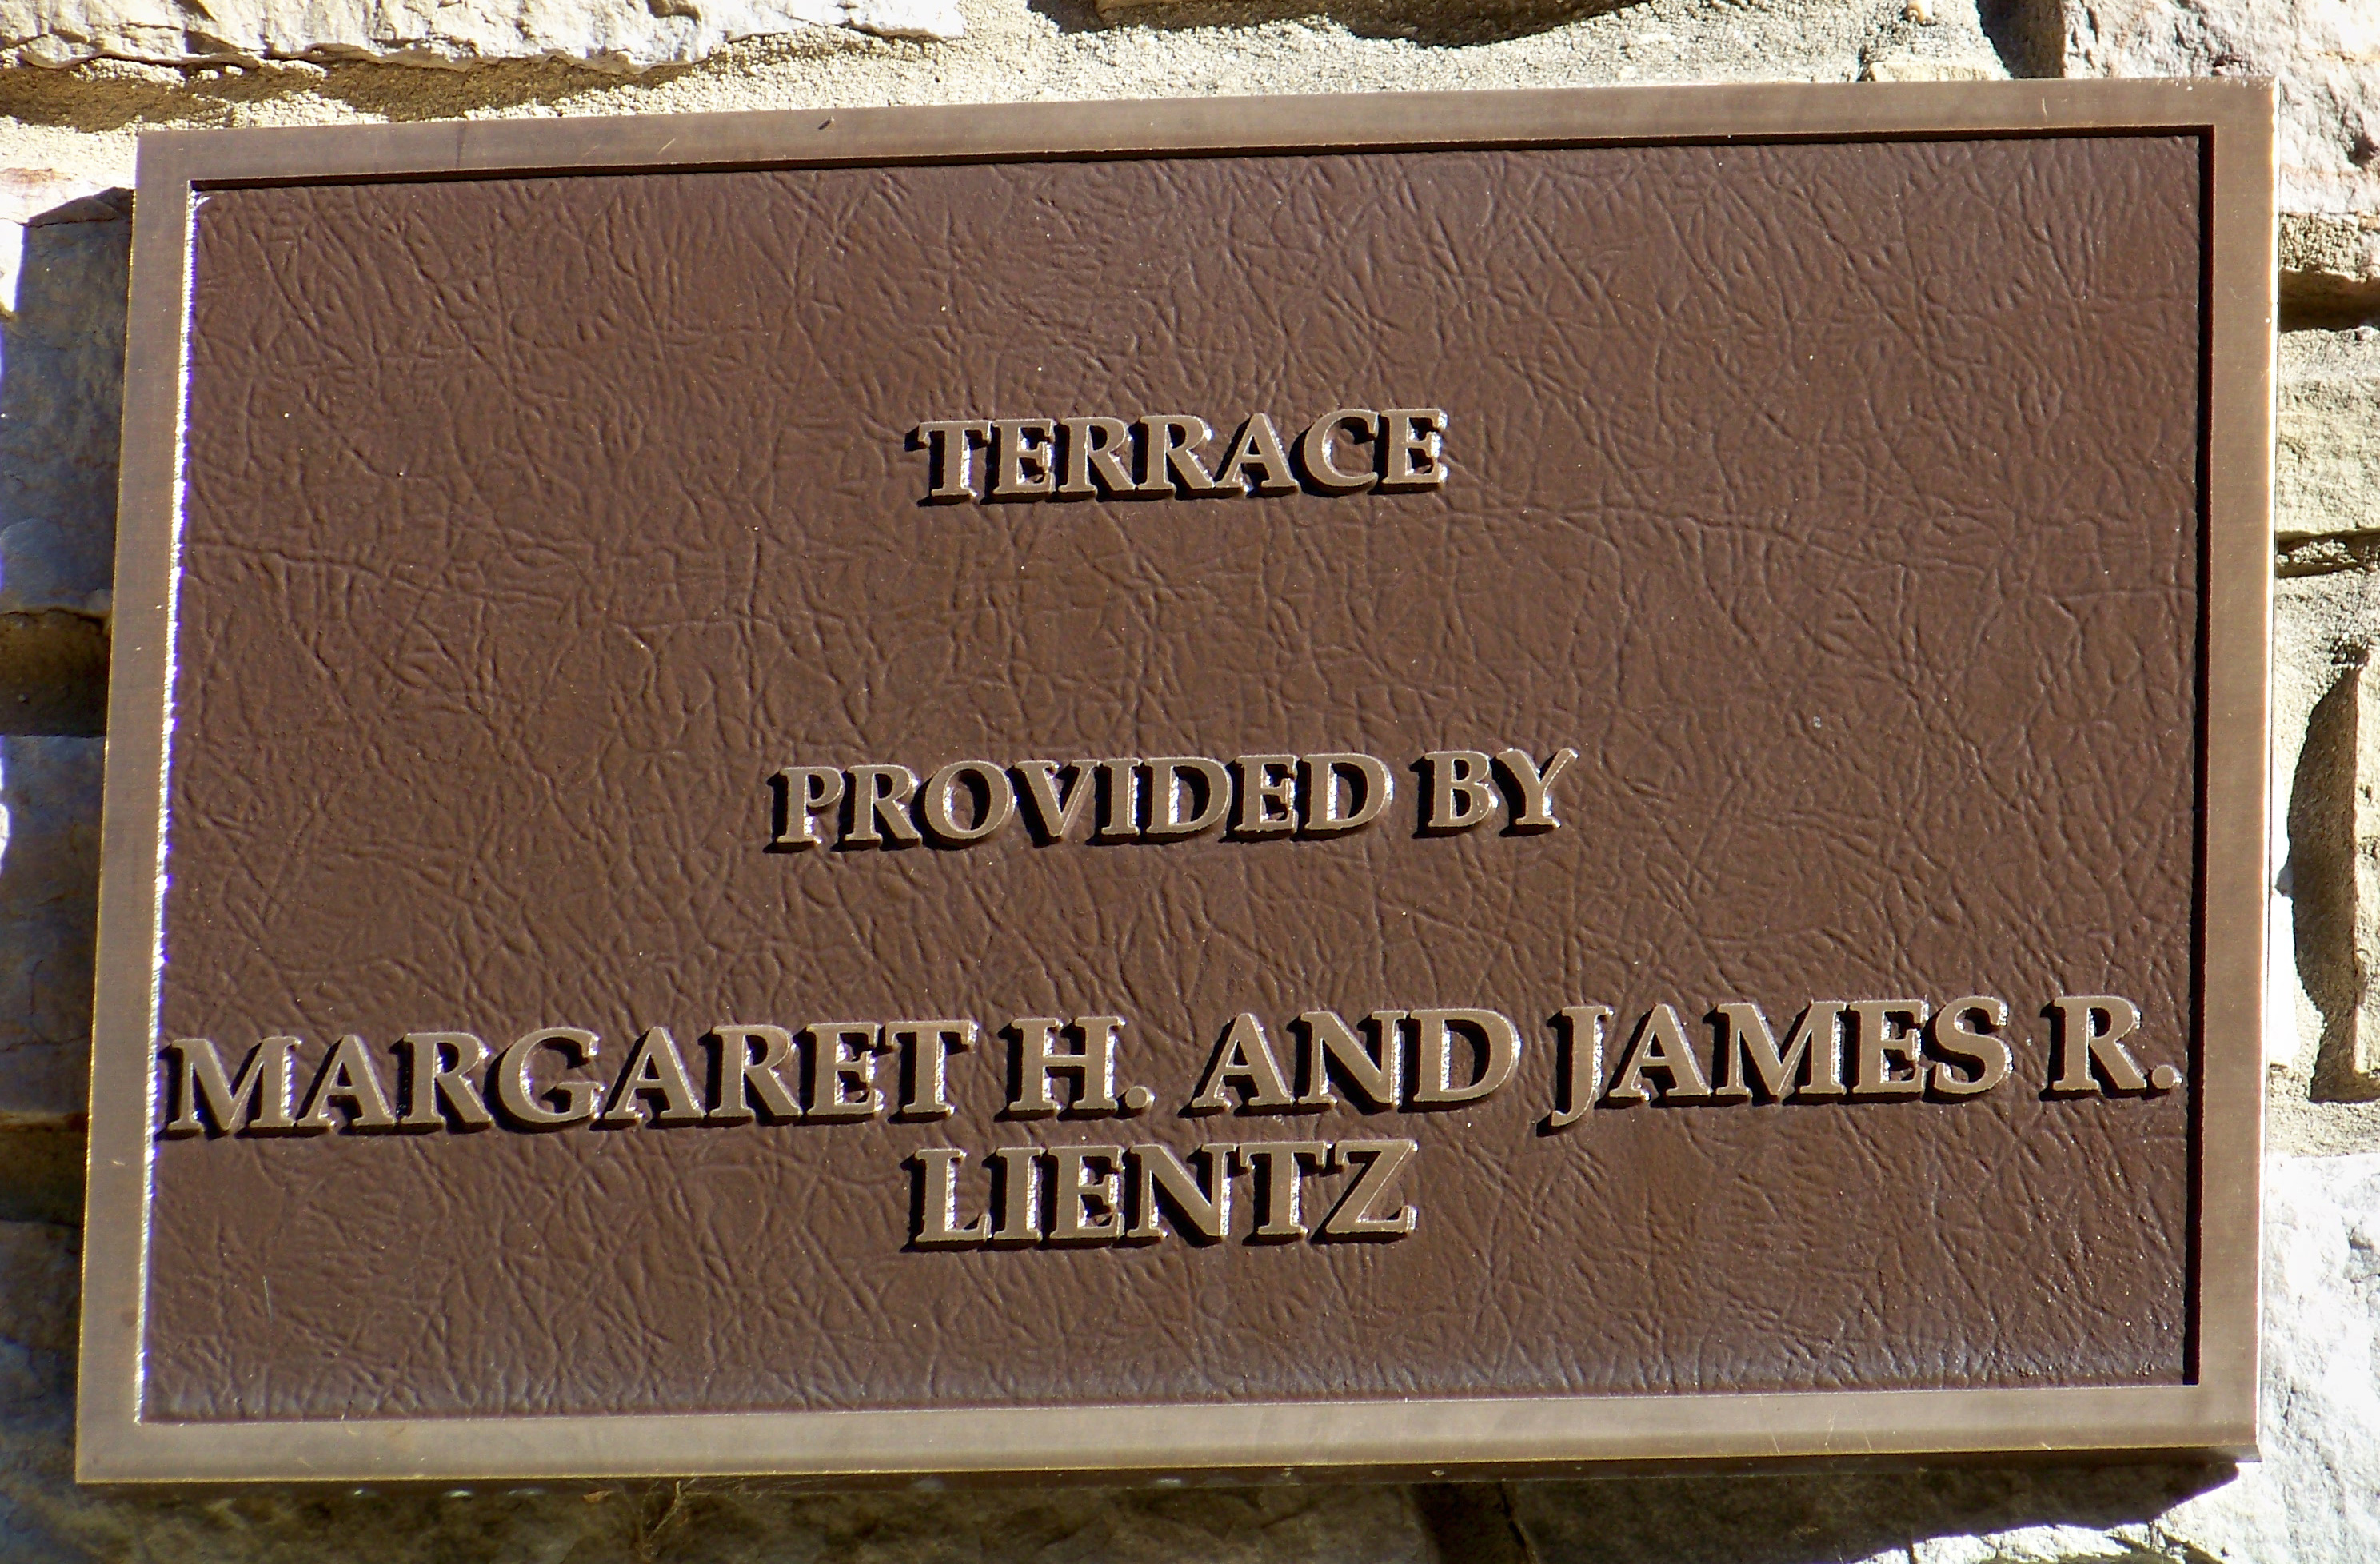 TERRACE
PROVIDED BY
MARGARET H. AND JAMES R.
LIENTZ